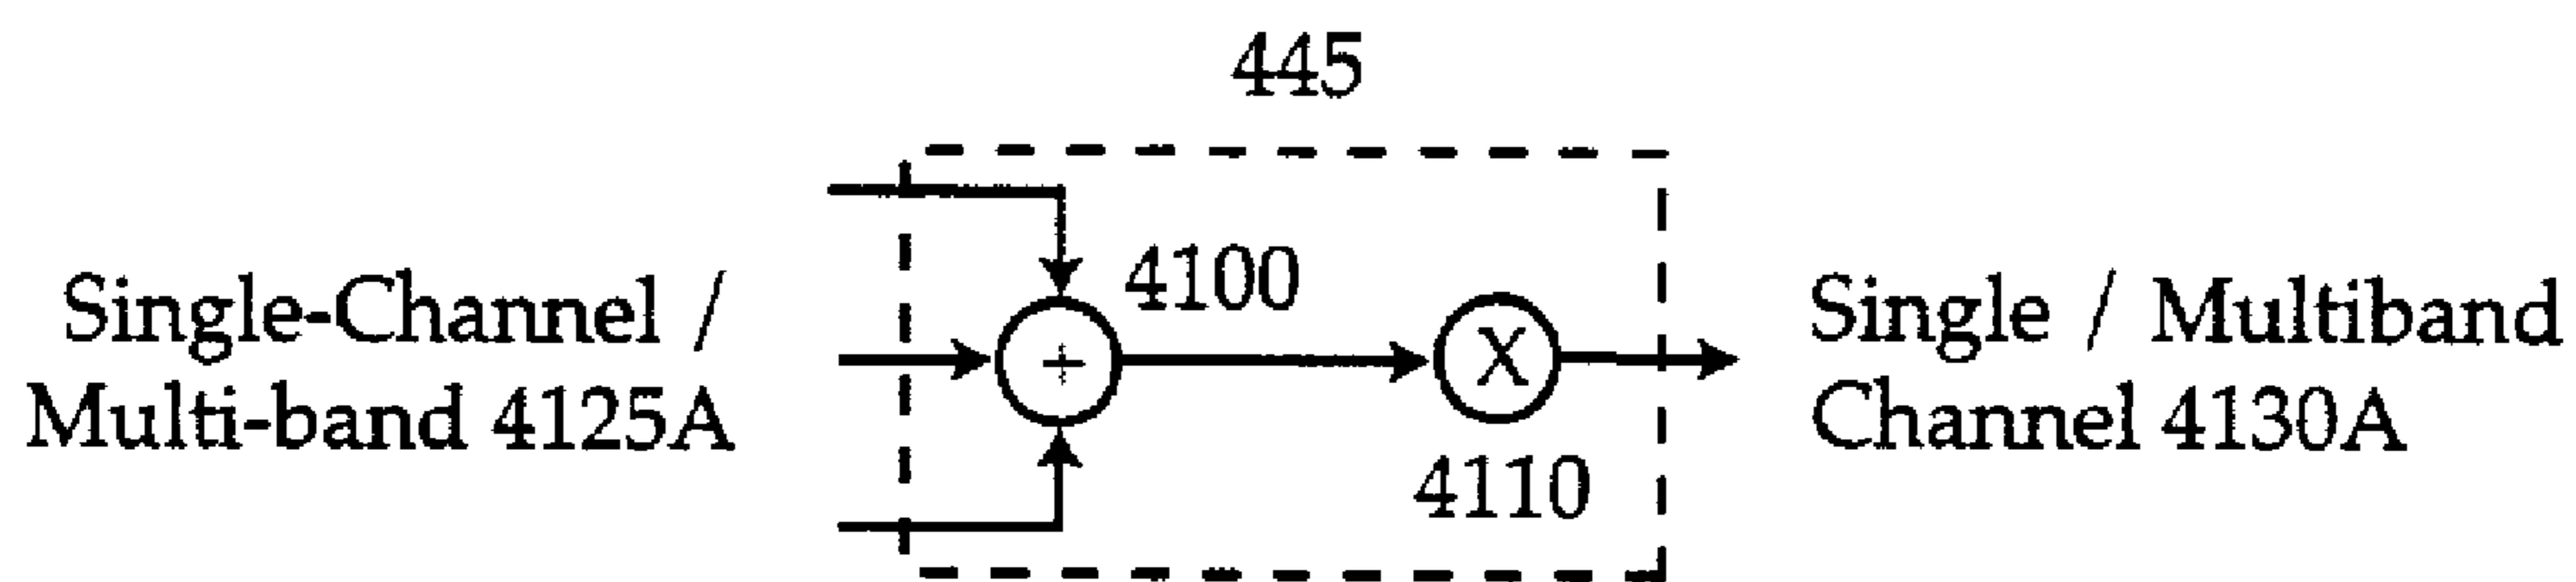 445
4100
Single-Channel /
Multi-band 4125A
+
X
Single / Multiband
Channel 4130A
4110